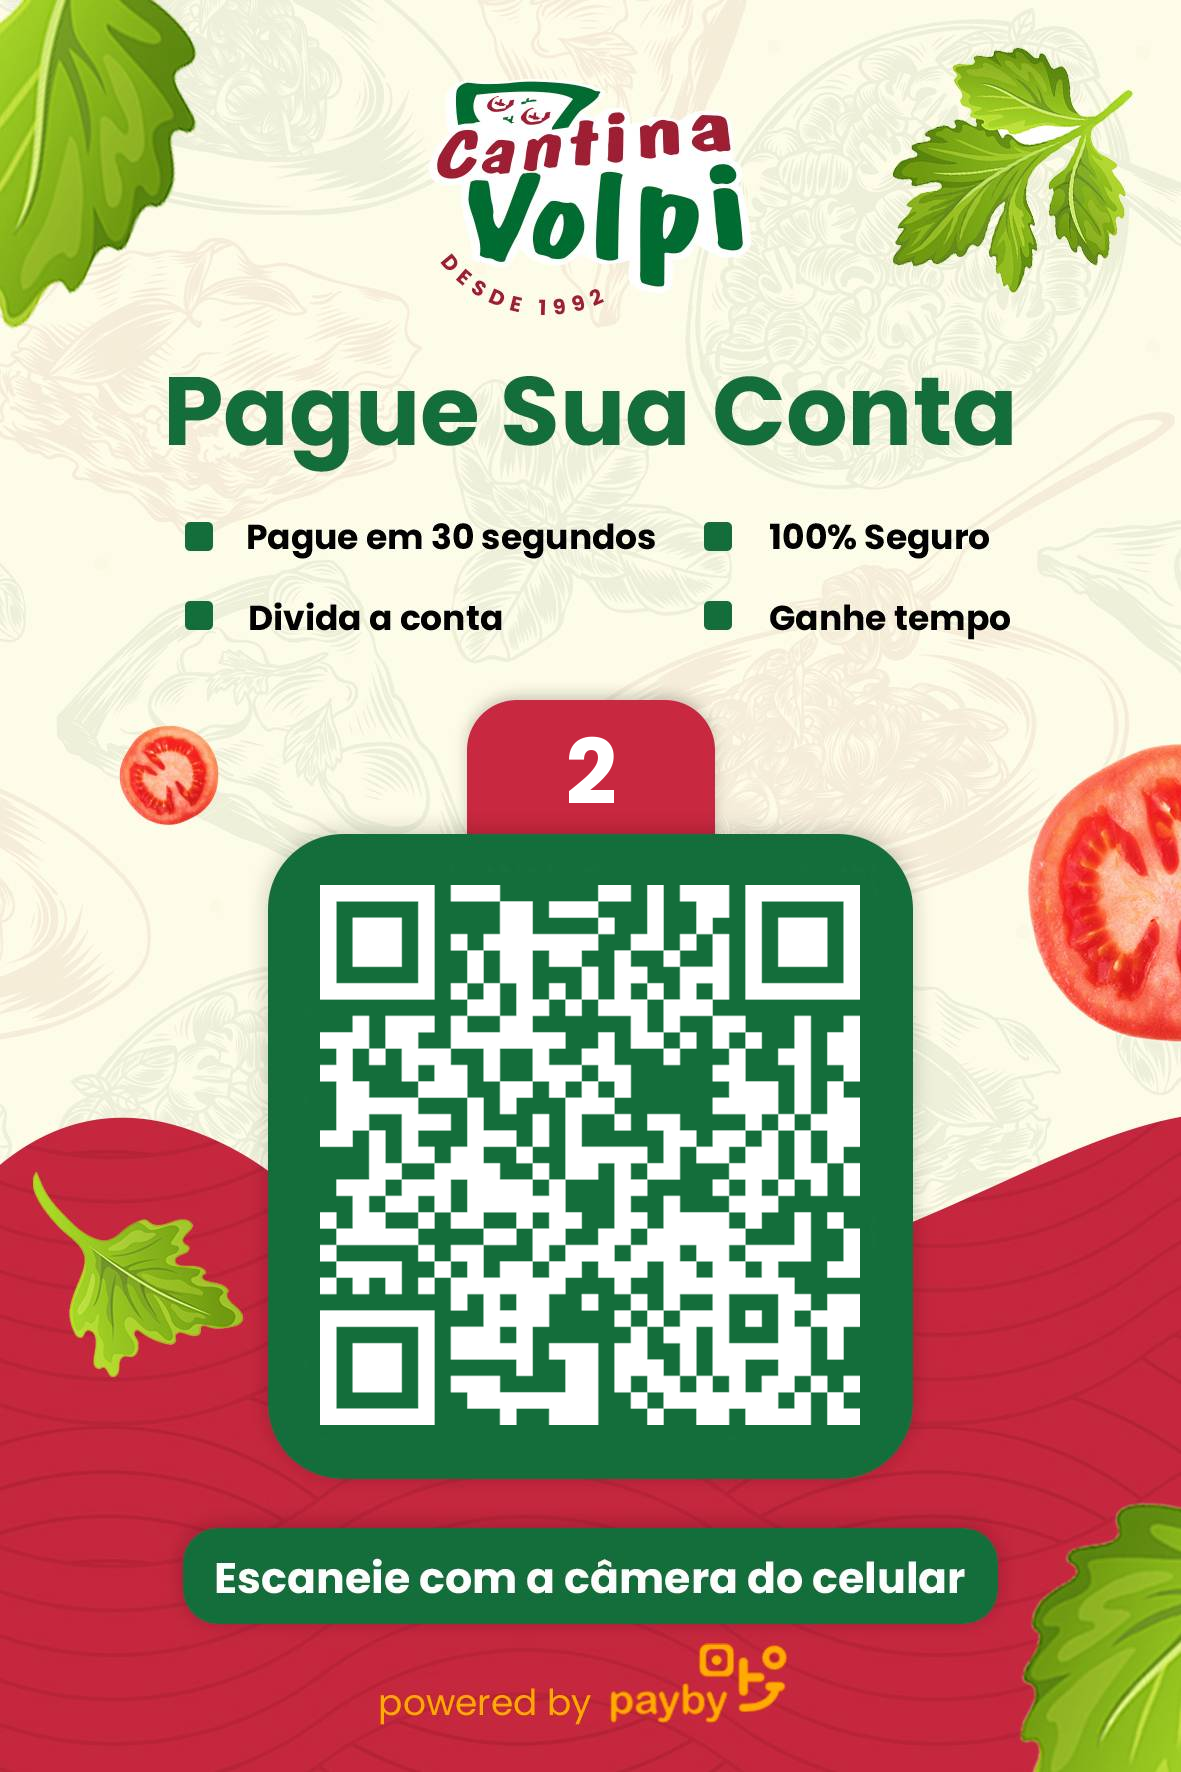 Cantina
Volpi
DESDE 1992
Pague Sua Conta
Pague em 30 segundos
100% Seguro
Divida a conta
Ganhe tempo
2
Escaneie com a câmera do celular
powered by payby